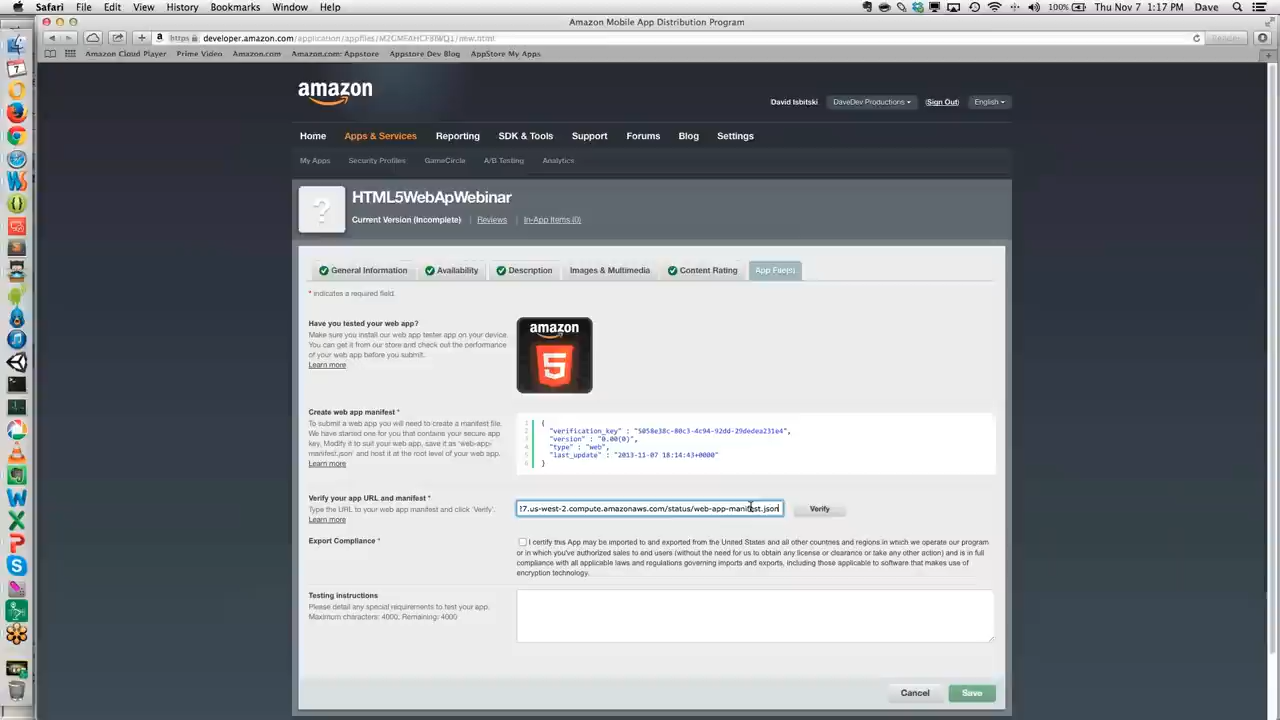 Safari File Edit View History Bookmarks Window Help 100% Thu Nov 7 1:17 PM Dave
Amazon Mobile App Distribution Program
Reader
Amazon Cloud Player Prime Video Amazon.com Amazon.com: Appstore Appstore Dev Blog AppStore My Apps
amazon
David Isbitski DaveDev Productions (Sign Out) English
Home Apps & Services Reporting SDK & Tools Support Forums Blog Settings
My Apps Security Profiles GameCircle A/B Testing Analytics
?
HTML5WebApWebinar
Current Version (Incomplete) | Reviews | In-App Items (0)
General Information Availability Description Images & Multimedia Content Rating App File(s)
* indicates a required field.
Have you tested your web app?
Make sure you install our web app tester app on your device.
You can get it from our store and check out the performance
of your web app before you submit.
Learn more
amazon
5
Create web app manifest *
To submit a web app you will need to create a manifest file.
We have started one for you that contains your secure app
key. Modify it to suit your web app, save it as 'web-app-
manifest.json' and host it at the root level of your web app.
Learn more
1 {
2 "verification_key" : "5058e38c-80c3-4c94-92dd-29dedea231e4",
3 "version" : "0.00(0)",
4 "type" : "web",
5 "last_update" : "2013-11-07 18:14:43+0000"
6 }
Verify your app URL and manifest *
Type the URL to your web app manifest and click 'Verify'.
Learn more
7.us-west-2.compute.amazonaws.com/status/web-app-manifest.json Verify
Export Compliance *
I certify this App may be imported to and exported from the United States and all other countries and regions in which we operate our program
or in which you've authorized sales to end users (without the need for us to obtain any license or clearance or take any other action) and is in full
compliance with all applicable laws and regulations governing imports and exports, including those applicable to software that makes use of
encryption technology.
Testing instructions
Please detail any special requirements to test your app.
Maximum characters: 4000, Remaining: 4000
Cancel Save